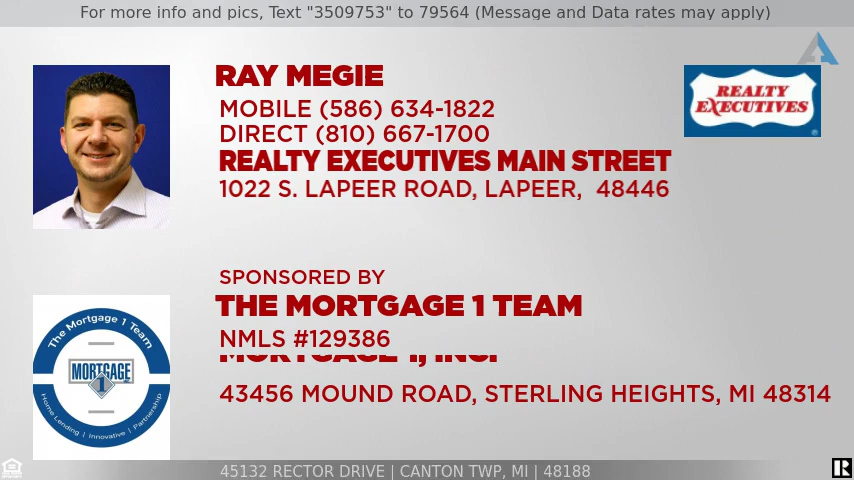 For more info and pics, Text "3509753" to 79564 (Message and Data rates may apply)
RAY MEGIE
MOBILE (586) 634-1822
DIRECT (810) 667-1700
REALTY EXECUTIVES MAIN STREET
1022 S. LAPEER ROAD, LAPEER, 48446
REALTY
EXECUTIVES
SPONSORED BY
THE MORTGAGE 1 TEAM
NMLS #129386
MORTGAGE 1, INC.
43456 MOUND ROAD, STERLING HEIGHTS, MI 48314
The Mortgage 1 Team
MORTGAGE
1
Home Lending | Innovative | Partnership
45132 RECTOR DRIVE | CANTON TWP, MI | 48188